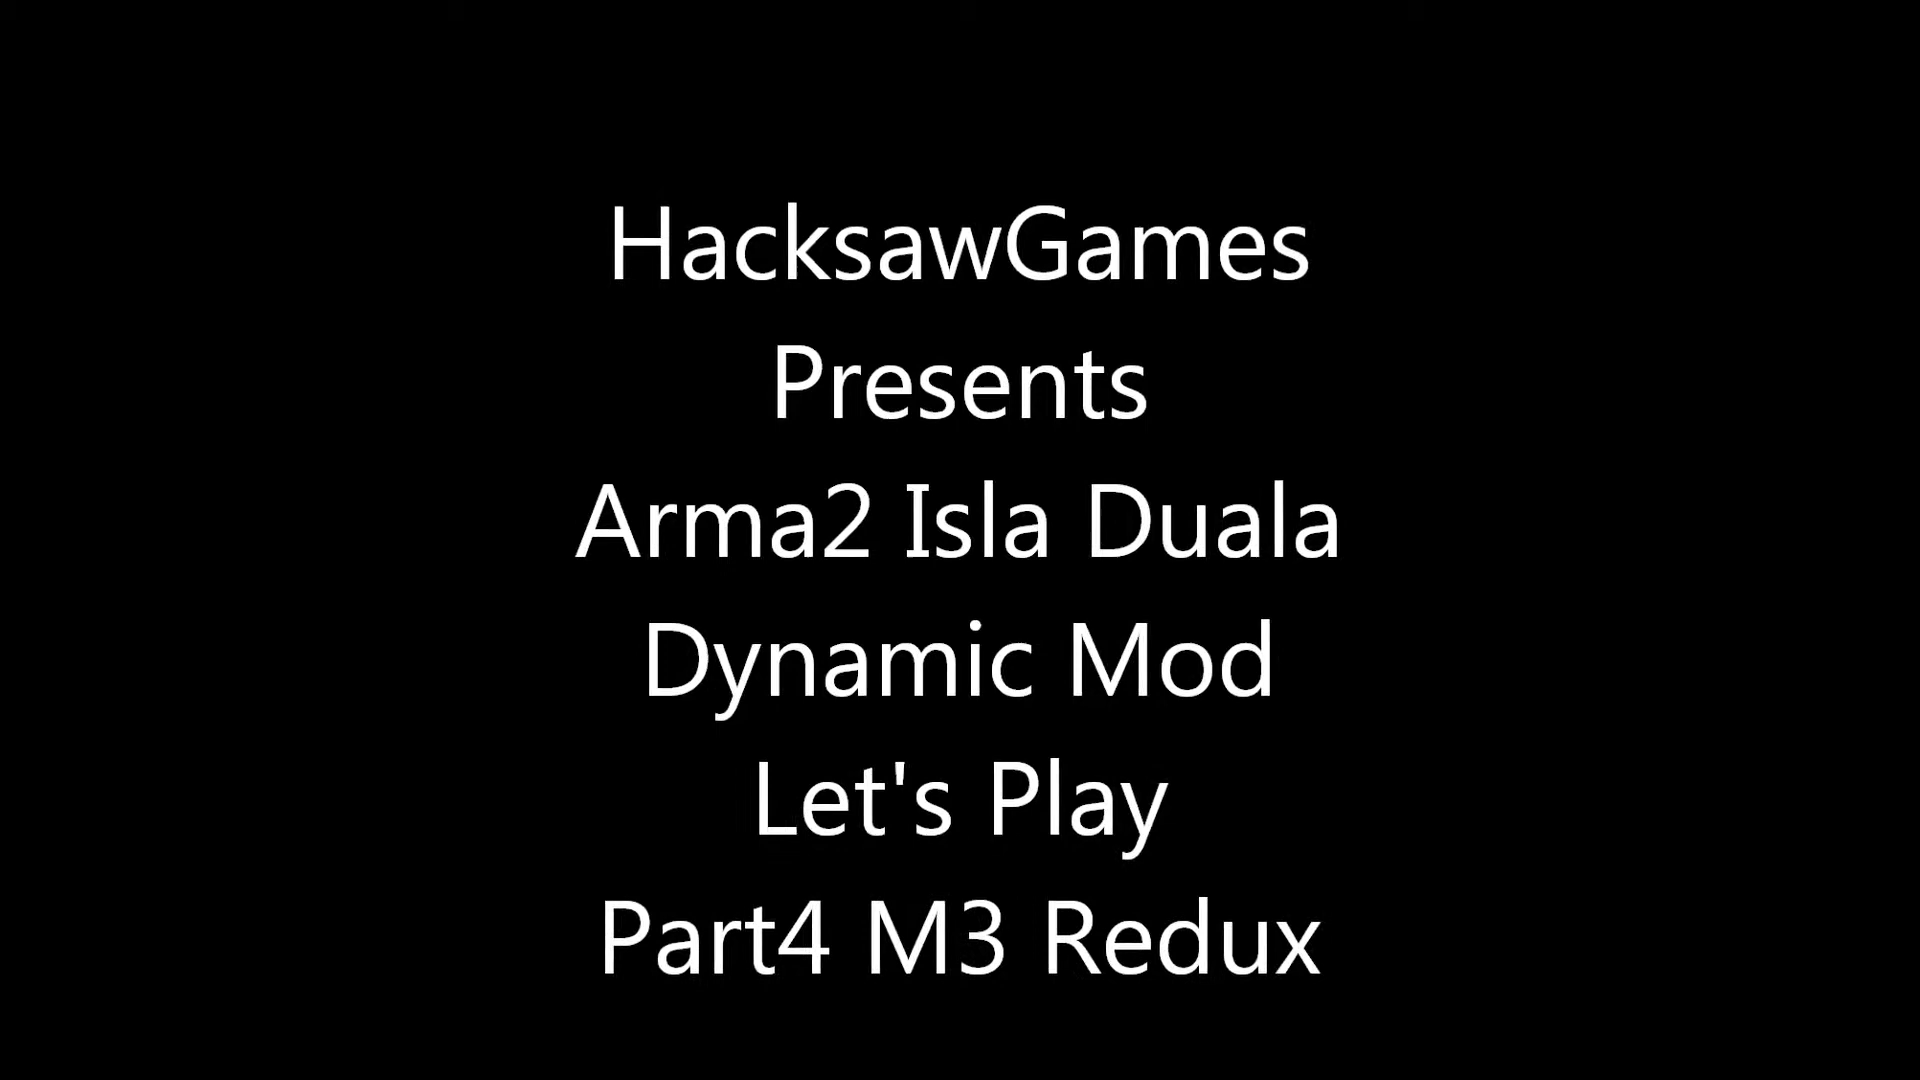 HacksawGames
Presents
Arma2 Isla Duala
Dynamic Mod
Let's Play
Part4 M3 Redux